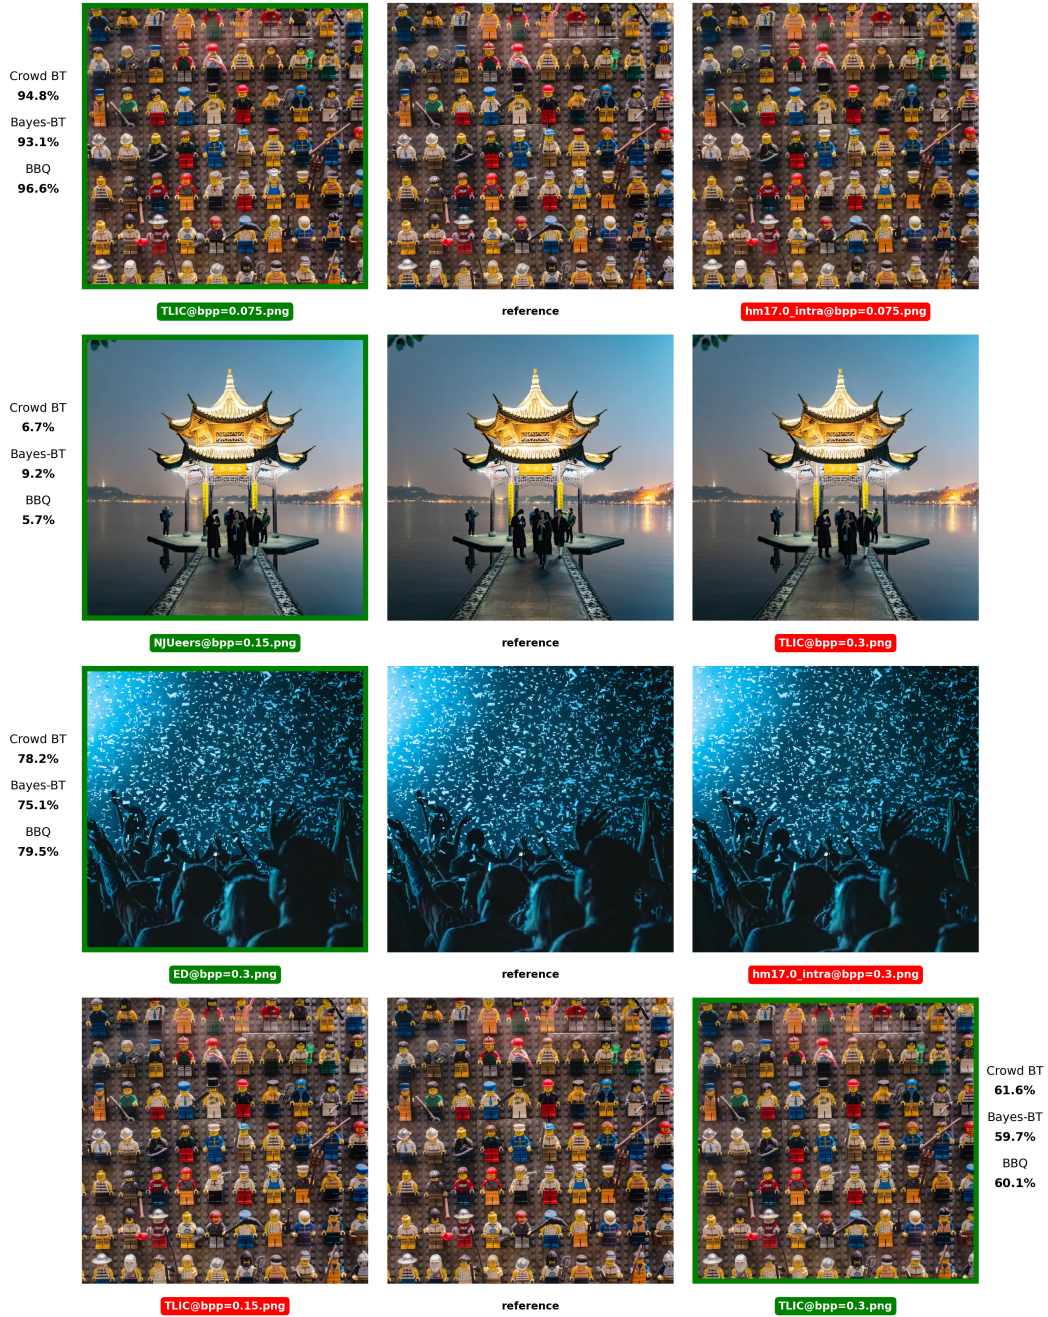 Crowd BT
94.8%
Bayes-BT
93.1%
BBQ
96.6%
TLIC@bpp=0.075.png
reference
hm17.0_intra@bpp=0.075.png
Crowd BT
6.7%
Bayes-BT
9.2%
BBQ
5.7%
NJUeers@bpp=0.15.png
reference
TLIC@bpp=0.3.png
Crowd BT
78.2%
Bayes-BT
75.1%
BBQ
79.5%
ED@bpp=0.3.png
reference
hm17.0_intra@bpp=0.3.png
Crowd BT
61.6%
Bayes-BT
59.7%
BBQ
60.1%
TLIC@bpp=0.15.png
reference
TLIC@bpp=0.3.png